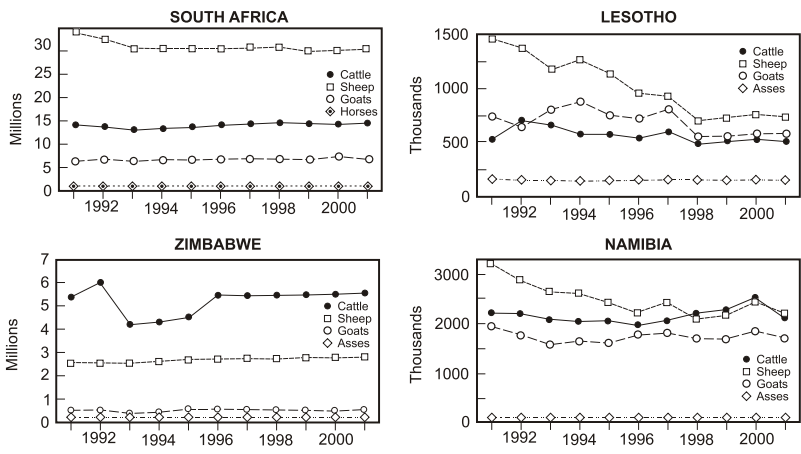 SOUTH AFRICA
Millions
30
25
20
15
10
5
0
Cattle
Sheep
Goats
Horses
1992 1994 1996 1998 2000
LESOTHO
Thousands
1500
1000
500
0
Cattle
Sheep
Goats
Asses
1992 1994 1996 1998 2000
ZIMBABWE
Millions
7
6
5
4
3
2
1
0
Cattle
Sheep
Goats
Asses
1992 1994 1996 1998 2000
NAMIBIA
Thousands
3000
2000
1000
0
Cattle
Sheep
Goats
Asses
1992 1994 1996 1998 2000